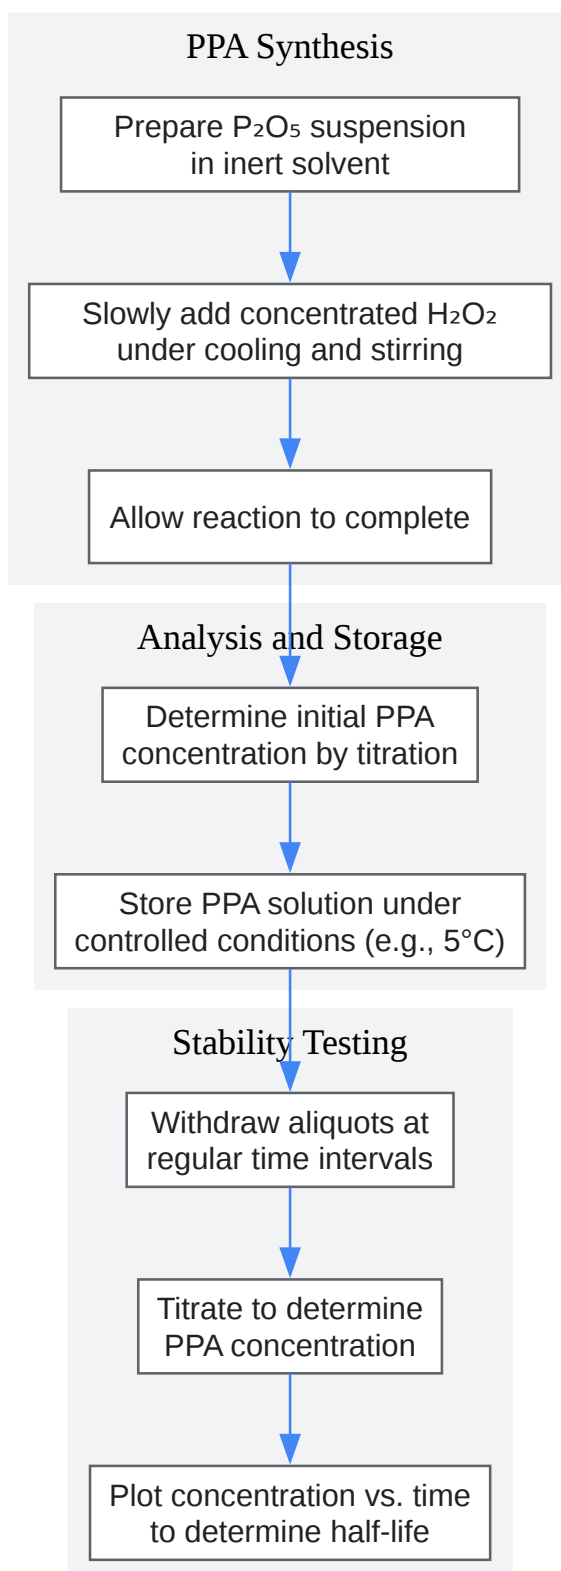 PPA Synthesis
Prepare P₂O₅ suspension
in inert solvent
Slowly add concentrated H₂O₂
under cooling and stirring
Allow reaction to complete
Analysis and Storage
Determine initial PPA
concentration by titration
Store PPA solution under
controlled conditions (e.g., 5°C)
Stability Testing
Withdraw aliquots at
regular time intervals
Titrate to determine
PPA concentration
Plot concentration vs. time
to determine half-life